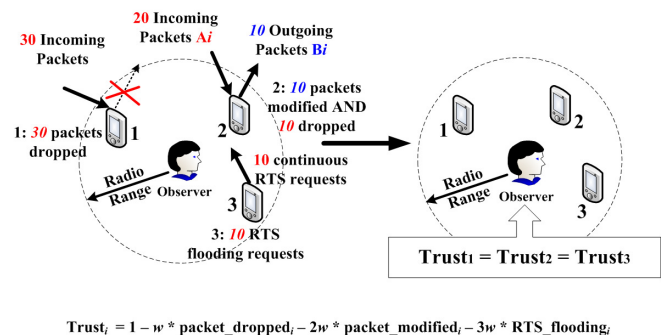 30 Incoming
Packets
20 Incoming
Packets Ai
10 Outgoing
Packets Bi
1: 30 packets
dropped
1
2
2: 10 packets
modified AND
10 dropped
10 continuous
RTS requests
Radio
Range
Observer
3
3: 10 RTS
flooding requests
1
2
3
Radio
Range
Observer
Trust1 = Trust2 = Trust3
Trusti = 1 – w * packet_droppedi – 2w * packet_modifiedi – 3w * RTS_floodingi